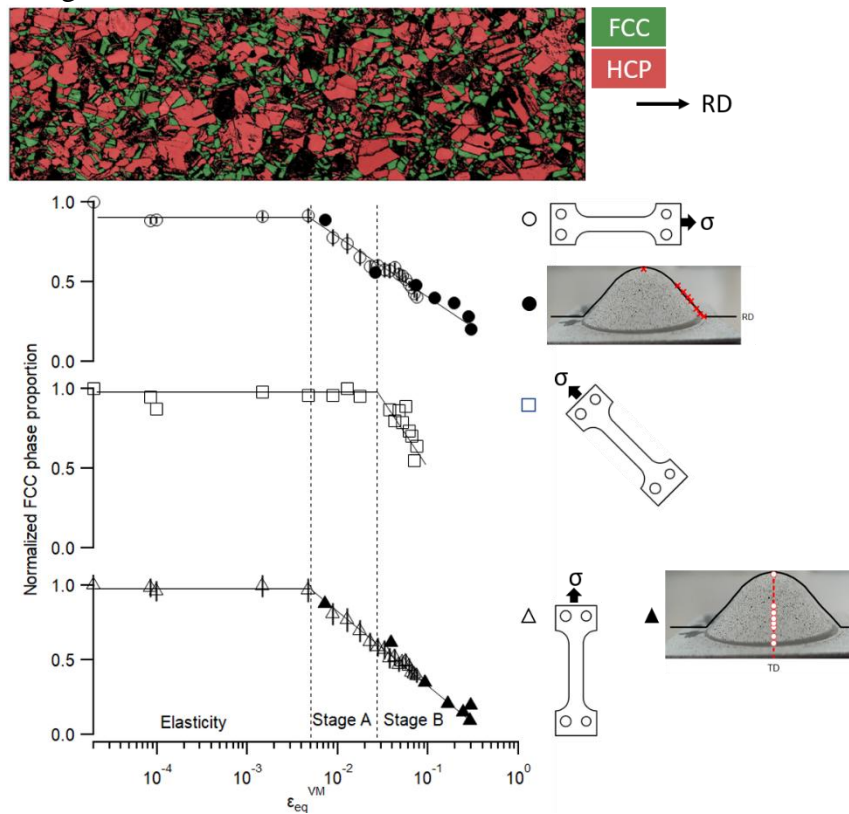 FCC
HCP
RD
1.0
0.5
0.0
σ
RD
1.0
0.5
0.0
σ
Normalized FCC phase proportion
1.0
0.5
0.0
σ
TD
Elasticity
Stage A
Stage B
10⁻⁴
10⁻³
10⁻²
10⁻¹
10⁰
ε_eq^VM